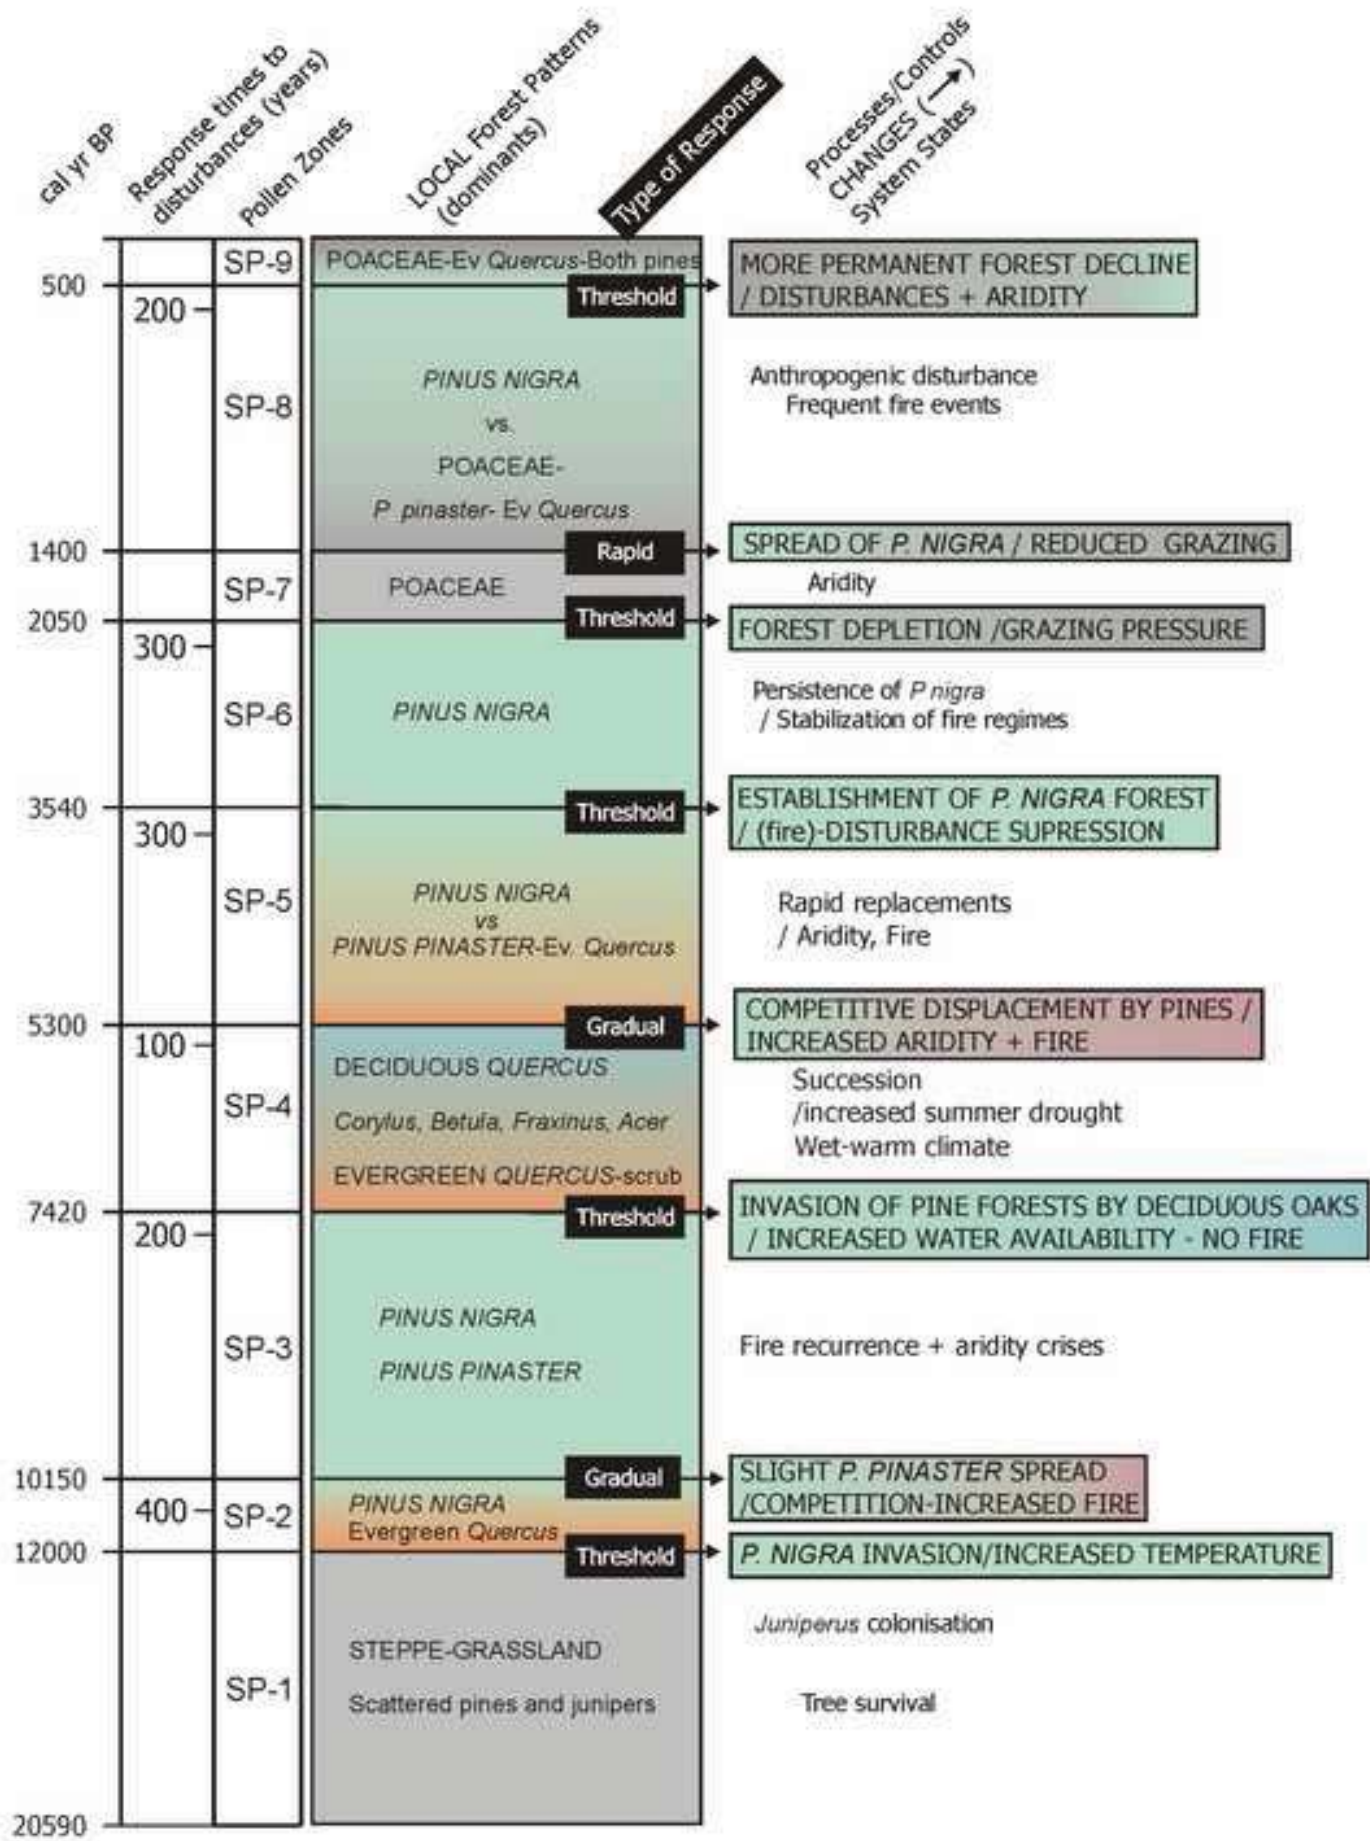 cal yr BP
Response times to
disturbances (years)
Pollen Zones
LOCAL Forest Patterns
(dominants)
Type of Response
Processes/Controls
CHANGES (→)
System States
SP-9
POACEAE-Ev Quercus-Both pines
MORE PERMANENT FOREST DECLINE
/ DISTURBANCES + ARIDITY
500
Threshold
200
SP-8
PINUS NIGRA
vs.
POACEAE-
P. pinaster- Ev Quercus
Anthropogenic disturbance
Frequent fire events
1400
Rapid
SPREAD OF P. NIGRA / REDUCED GRAZING
SP-7
POACEAE
Aridity
2050
Threshold
FOREST DEPLETION /GRAZING PRESSURE
300
SP-6
PINUS NIGRA
Persistence of P nigra
/ Stabilization of fire regimes
3540
Threshold
ESTABLISHMENT OF P. NIGRA FOREST
/ (fire)-DISTURBANCE SUPRESSION
300
SP-5
PINUS NIGRA
vs
PINUS PINASTER-Ev. Quercus
Rapid replacements
/ Aridity, Fire
5300
Gradual
COMPETITIVE DISPLACEMENT BY PINES /
INCREASED ARIDITY + FIRE
100
SP-4
DECIDUOUS QUERCUS
Corylus, Betula, Fraxinus, Acer
EVERGREEN QUERCUS-scrub
Succession
/increased summer drought
Wet-warm climate
7420
Threshold
INVASION OF PINE FORESTS BY DECIDUOUS OAKS
/ INCREASED WATER AVAILABILITY - NO FIRE
200
SP-3
PINUS NIGRA
PINUS PINASTER
Fire recurrence + aridity crises
10150
Gradual
SLIGHT P. PINASTER SPREAD
/COMPETITION-INCREASED FIRE
400
SP-2
PINUS NIGRA
Evergreen Quercus
12000
Threshold
P. NIGRA INVASION/INCREASED TEMPERATURE
SP-1
STEPPE-GRASSLAND
Scattered pines and junipers
Juniperus colonisation
Tree survival
20590